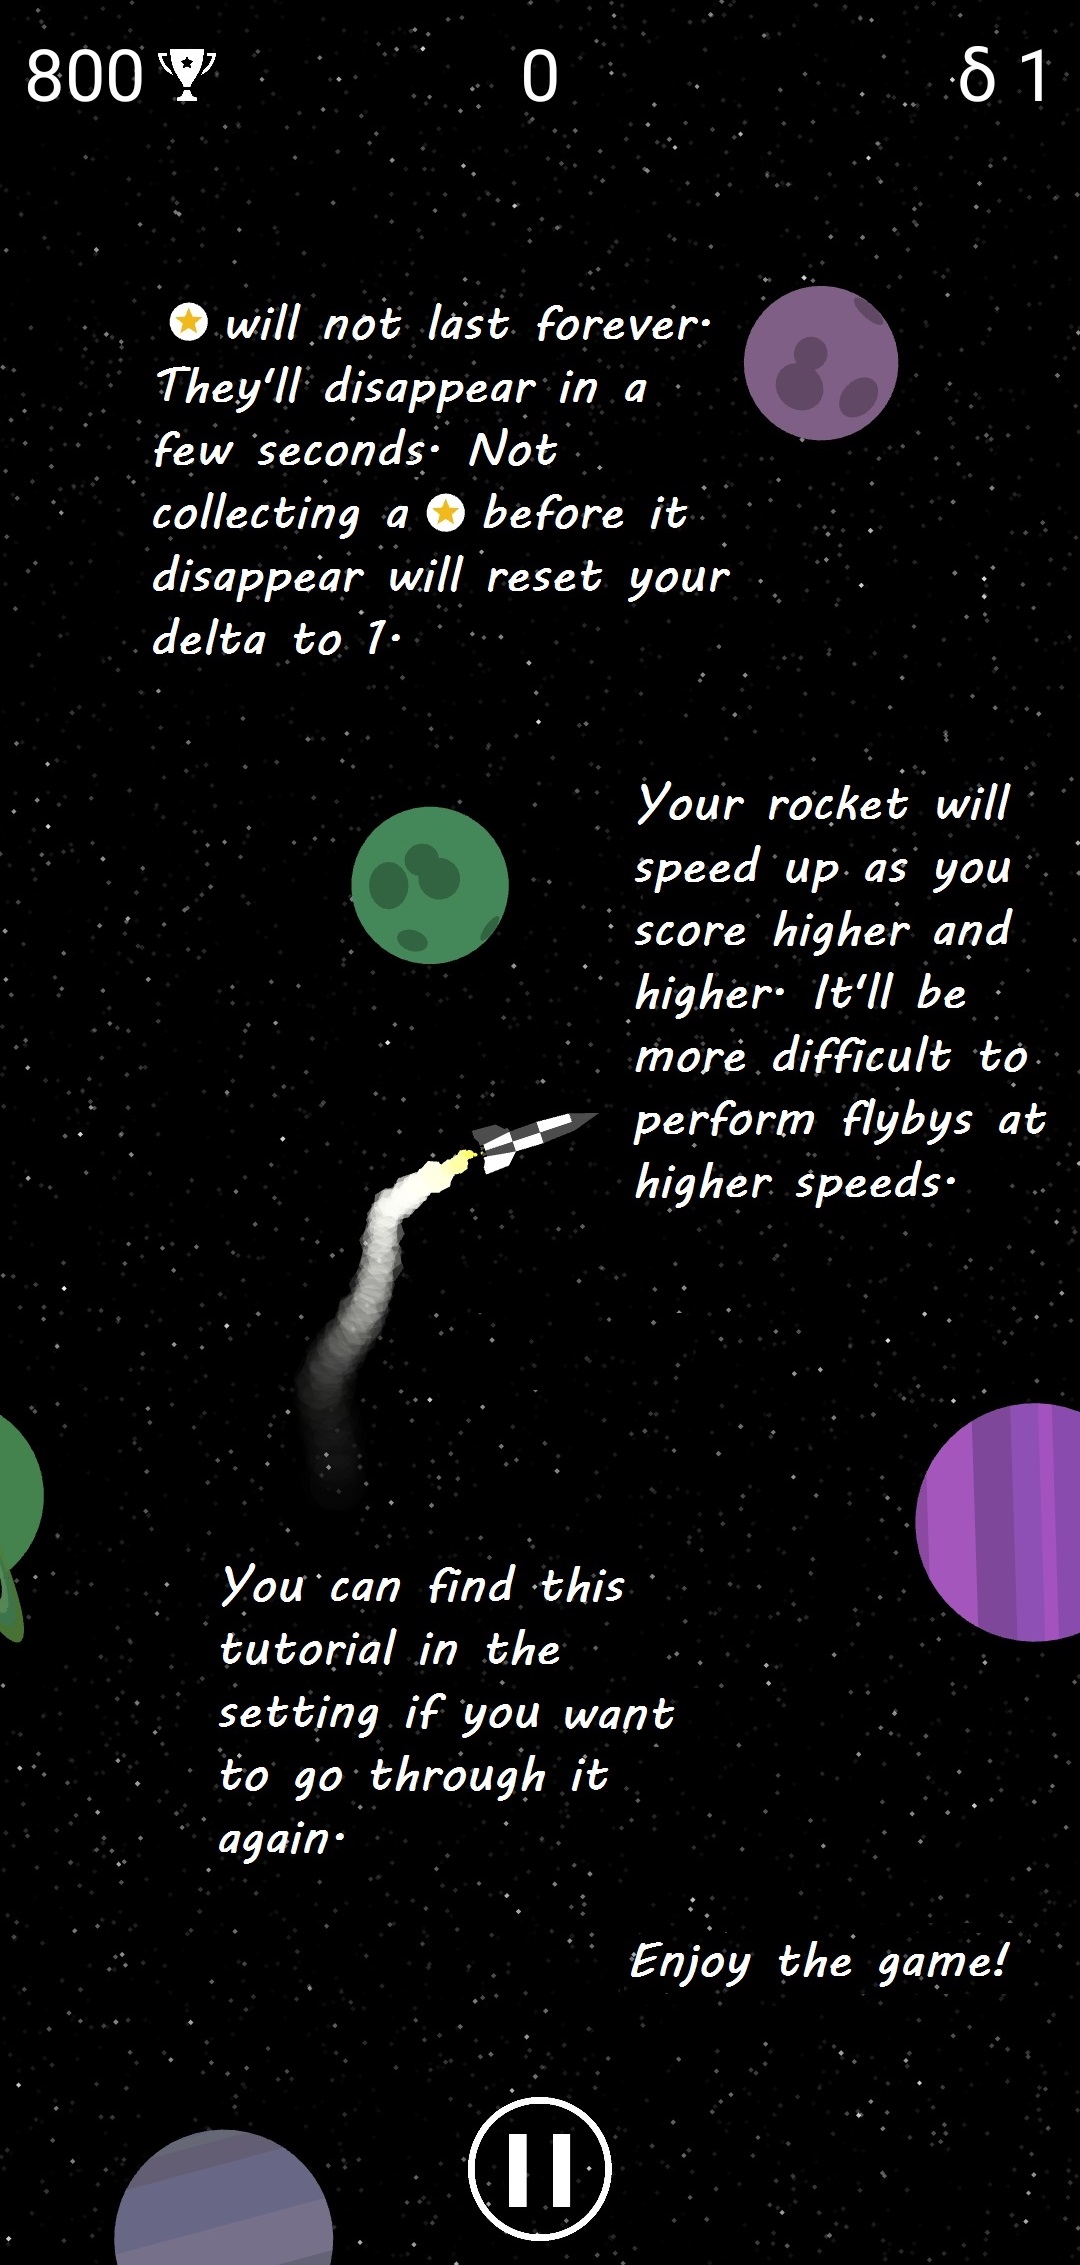 800 0 δ 1
will not last forever.
They'll disappear in a
few seconds. Not
collecting a before it
disappear will reset your
delta to 1.
Your rocket will
speed up as you
score higher and
higher. It'll be
more difficult to
perform flybys at
higher speeds.
You can find this
tutorial in the
setting if you want
to go through it
again.
Enjoy the game!